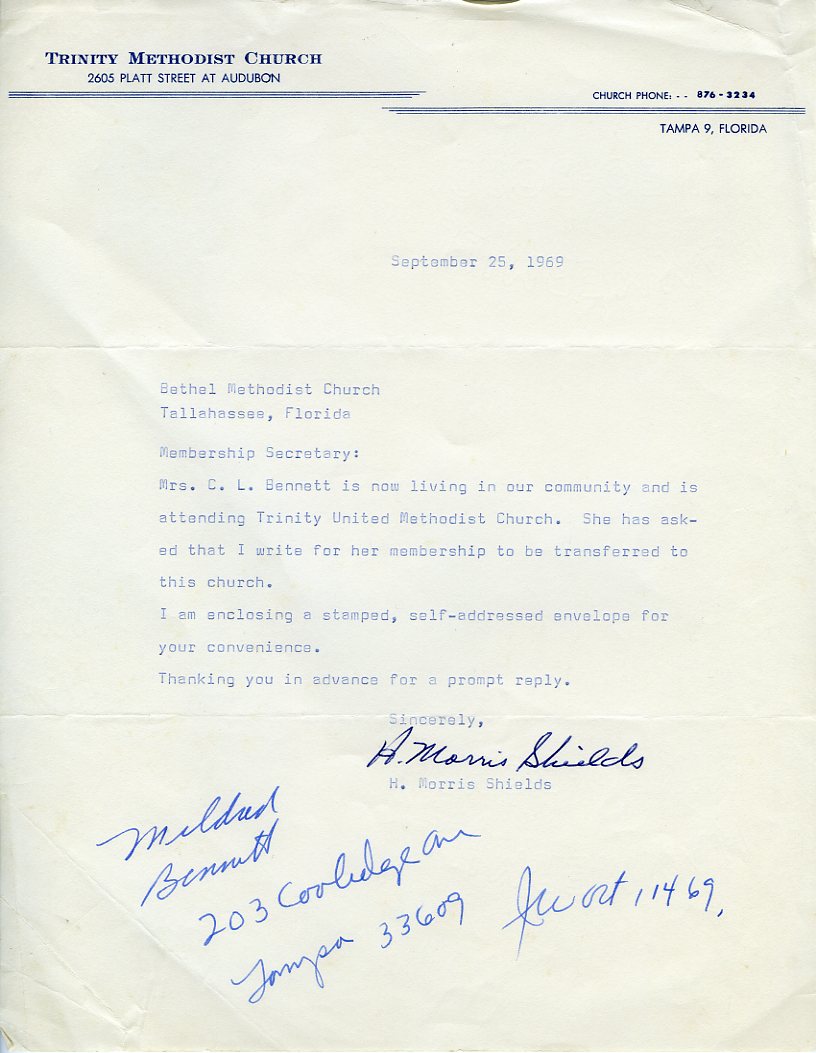 TRINITY METHODIST CHURCH
2605 PLATT STREET AT AUDUBON
CHURCH PHONE: - - 876-3234
TAMPA 9, FLORIDA
September 25, 1969
Bethel Methodist Church
Tallahassee, Florida
Membership Secretary:
Mrs. C. L. Bennett is now living in our community and is
attending Trinity United Methodist Church.  She has ask-
ed that I write for her membership to be transferred to
this church.
I am enclosing a stamped, self-addressed envelope for
your convenience.
Thanking you in advance for a prompt reply.
Sincerely,
H. Morris Shields
H. Morris Shields
Mildred
Bennett
203 Coolidge Ave
Tampa 33609
69,